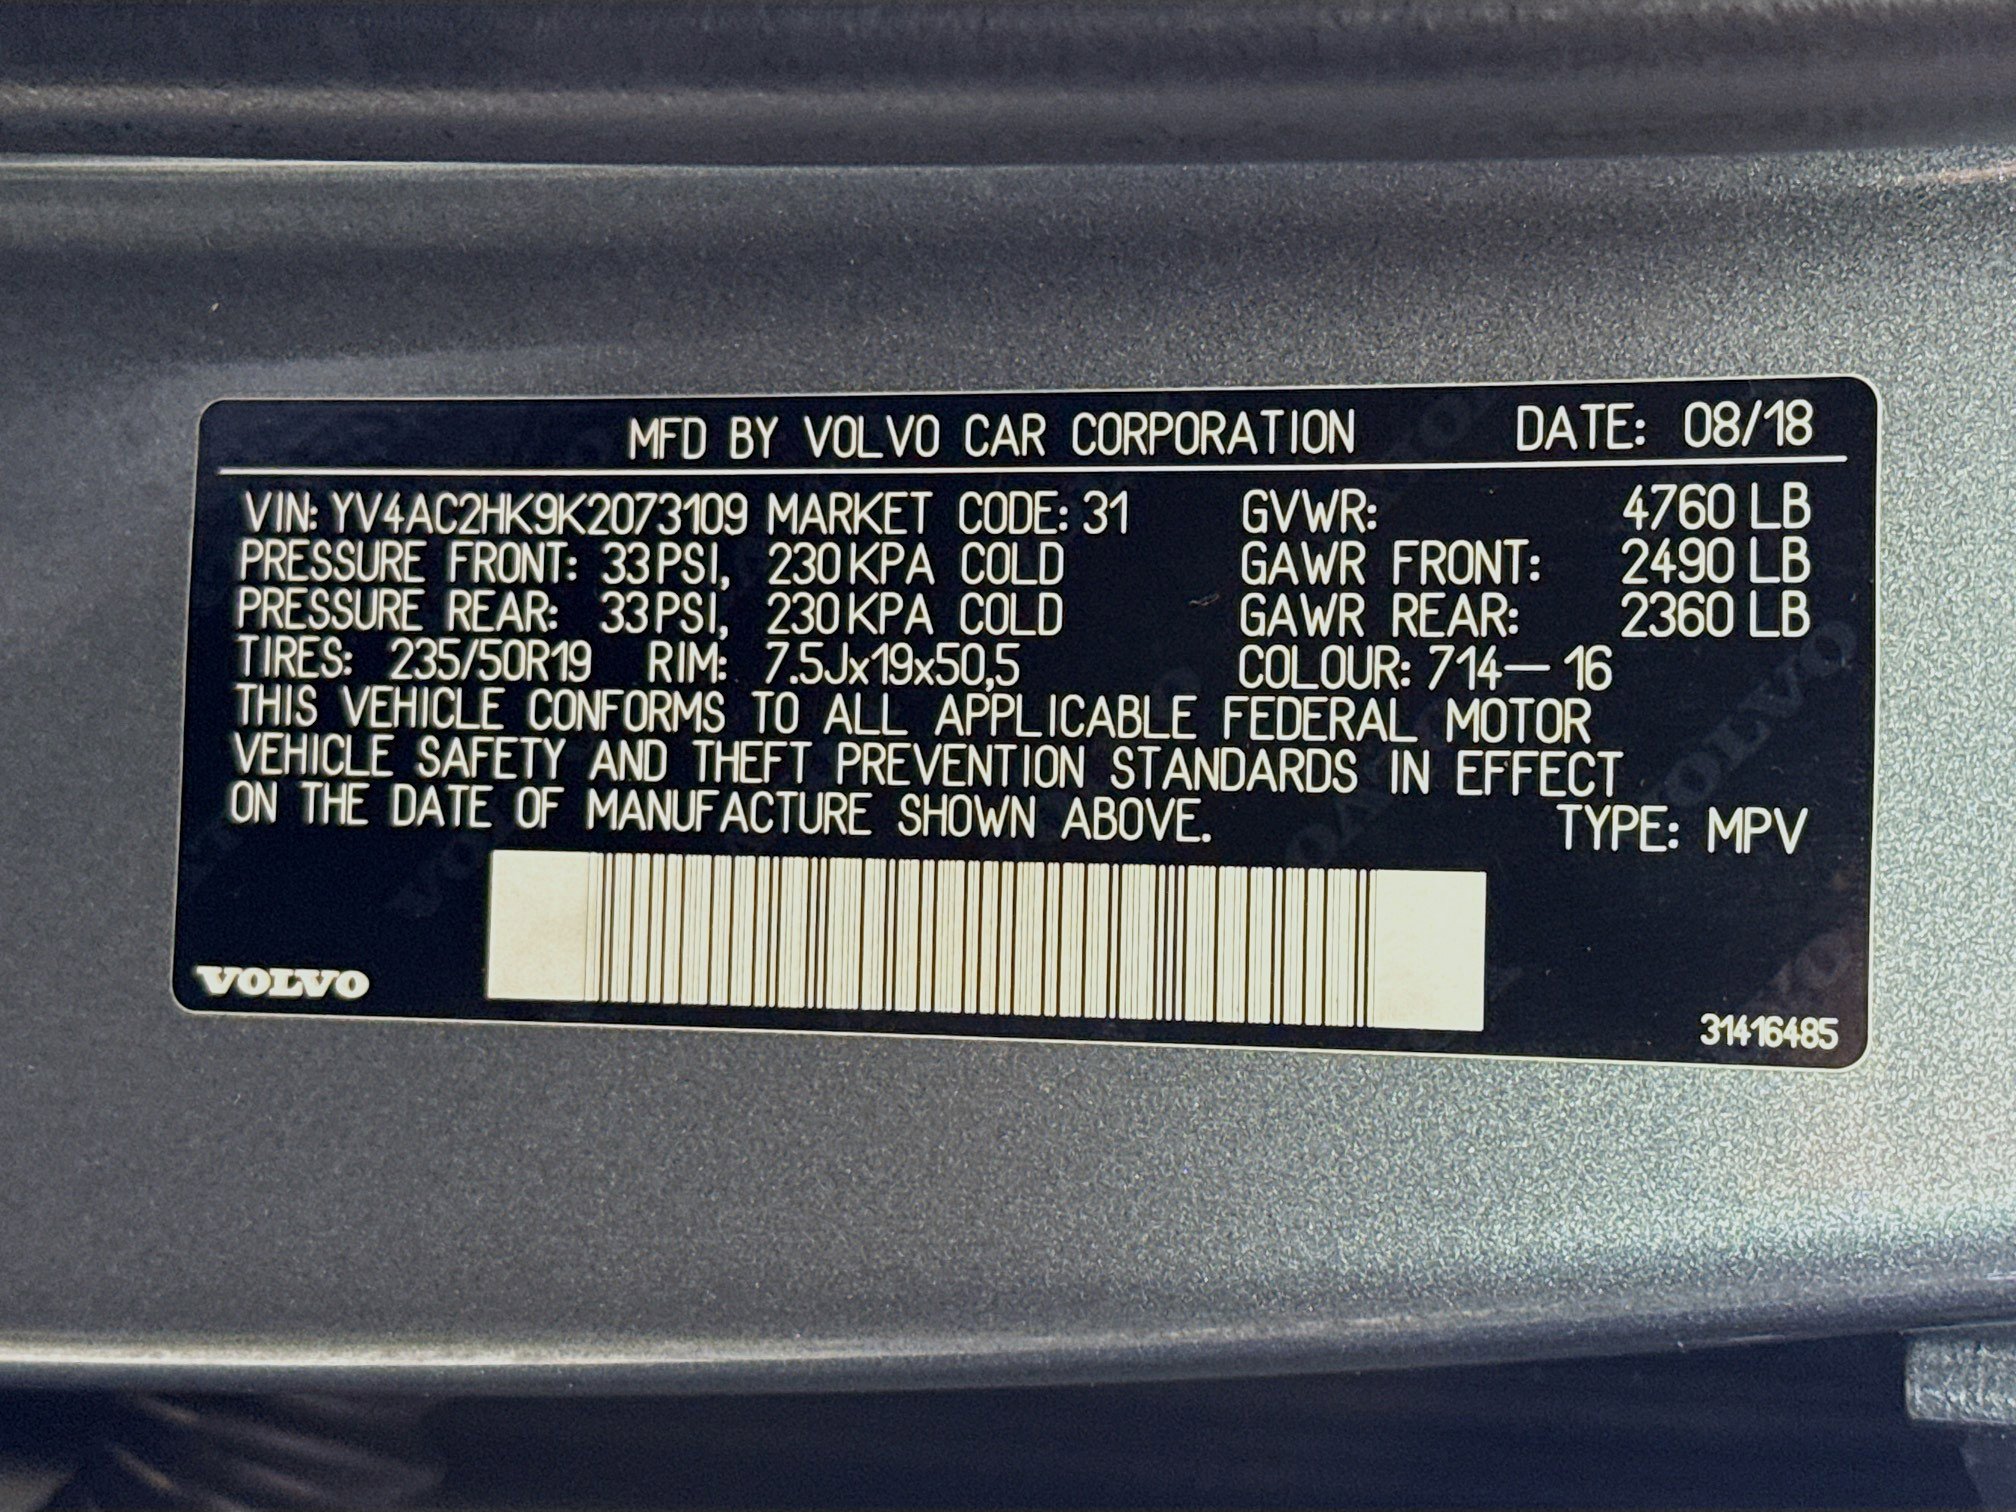 MFD BY VOLVO CAR CORPORATION DATE: 08/18
VIN: YV4AC2HK9K2073109 MARKET CODE: 31 GVWR: 4760 LB
PRESSURE FRONT: 33 PSI, 230 KPA COLD GAWR FRONT: 2490 LB
PRESSURE REAR: 33 PSI, 230 KPA COLD GAWR REAR: 2360 LB
TIRES: 235/50R19 RIM: 7.5Jx19x50,5 COLOUR: 714-16
THIS VEHICLE CONFORMS TO ALL APPLICABLE FEDERAL MOTOR
VEHICLE SAFETY AND THEFT PREVENTION STANDARDS IN EFFECT
ON THE DATE OF MANUFACTURE SHOWN ABOVE. TYPE: MPV
VOLVO
31416485